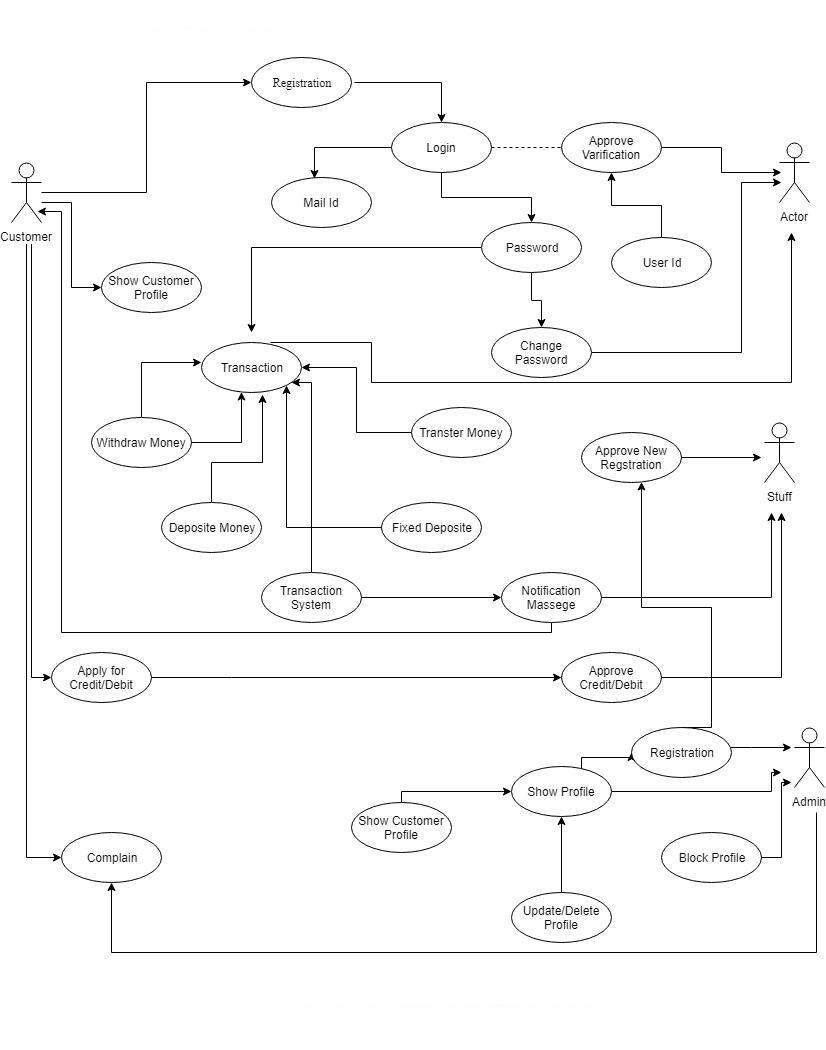 Registration
Login
Approve
Varification
Mail Id
Actor
Customer
Password
User Id
Show Customer
Profile
Change
Password
Transaction
Withdraw Money
Transter Money
Approve New
Regstration
Stuff
Deposite Money
Fixed Deposite
Transaction
System
Notification
Massege
Apply for
Credit/Debit
Approve
Credit/Debit
Registration
Show Profile
Admin
Show Customer
Profile
Complain
Block Profile
Update/Delete
Profile